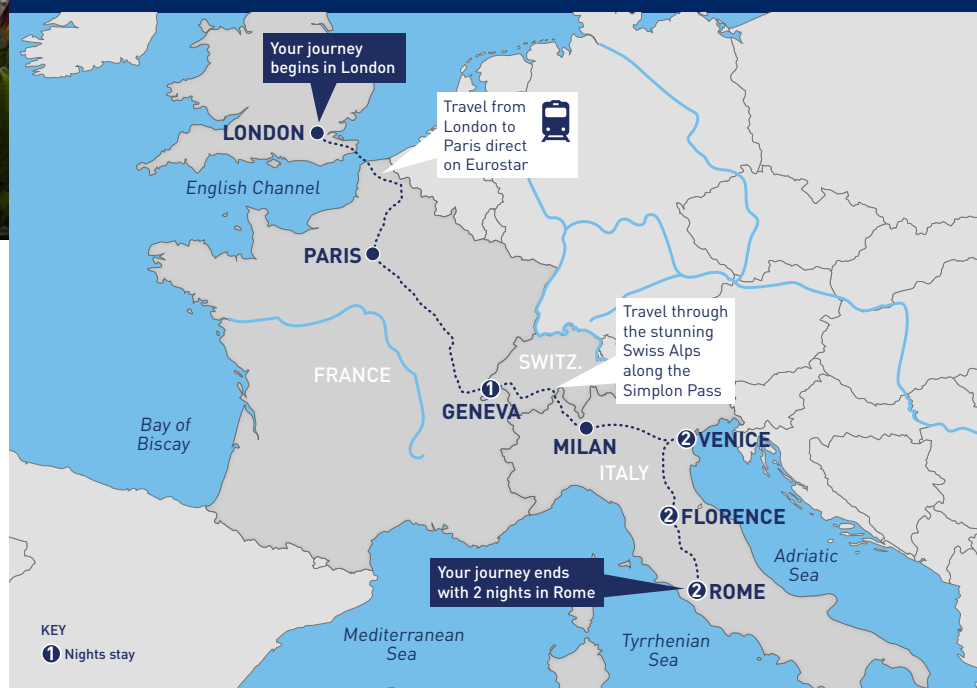 Your journey
begins in London
LONDON
Travel from
London to
Paris direct
on Eurostar
English Channel
PARIS
Travel through
the stunning
Swiss Alps
along the
Simplon Pass
SWITZ.
FRANCE
1
GENEVA
Bay of
Biscay
MILAN
2 VENICE
ITALY
2 FLORENCE
Adriatic
Sea
Your journey ends
with 2 nights in Rome
2 ROME
Mediterranean
Sea
Tyrrhenian
Sea
KEY
1 Nights stay